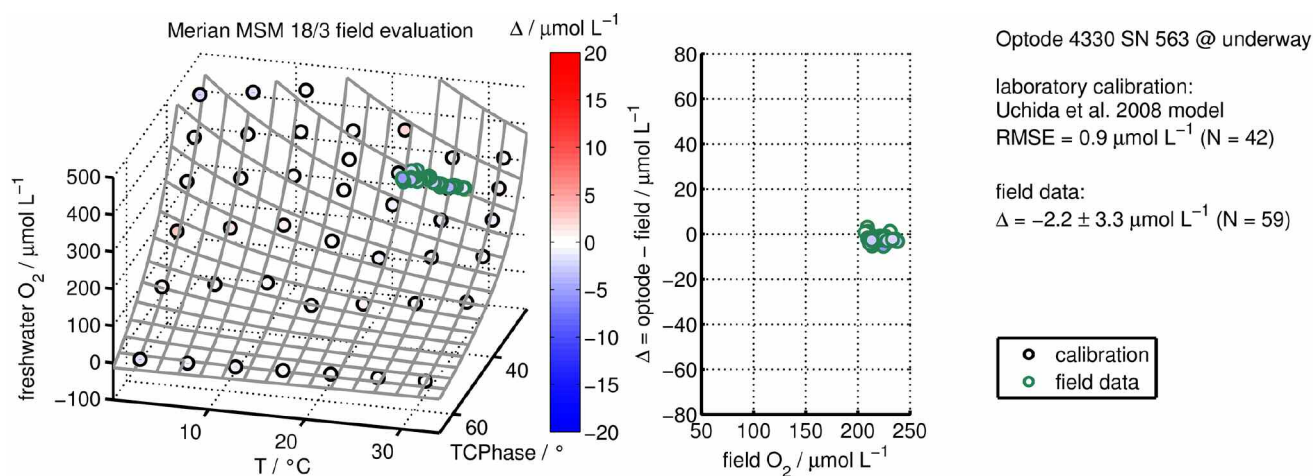 Merian MSM 18/3 field evaluation
Δ / μmol L⁻¹
20
15
10
5
0
−5
−10
−15
−20
freshwater O₂ / μmol L⁻¹
500
400
300
200
100
0
−100
10
20
30
T / °C
40
60
TCPhase / °
Δ = optode − field / μmol L⁻¹
80
60
40
20
0
−20
−40
−60
−80
50
100
150
200
250
field O₂ / μmol L⁻¹
Optode 4330 SN 563 @ underway
laboratory calibration:
Uchida et al. 2008 model
RMSE = 0.9 μmol L⁻¹ (N = 42)
field data:
Δ = −2.2 ± 3.3 μmol L⁻¹ (N = 59)
calibration
field data